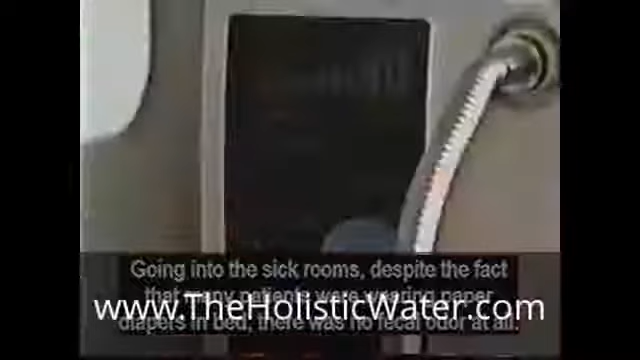 Going into the sick rooms, despite the fact
that many patients were wearing paper
www.TheHolisticWater.com
diapers in bed, there was no fecal odor at all.